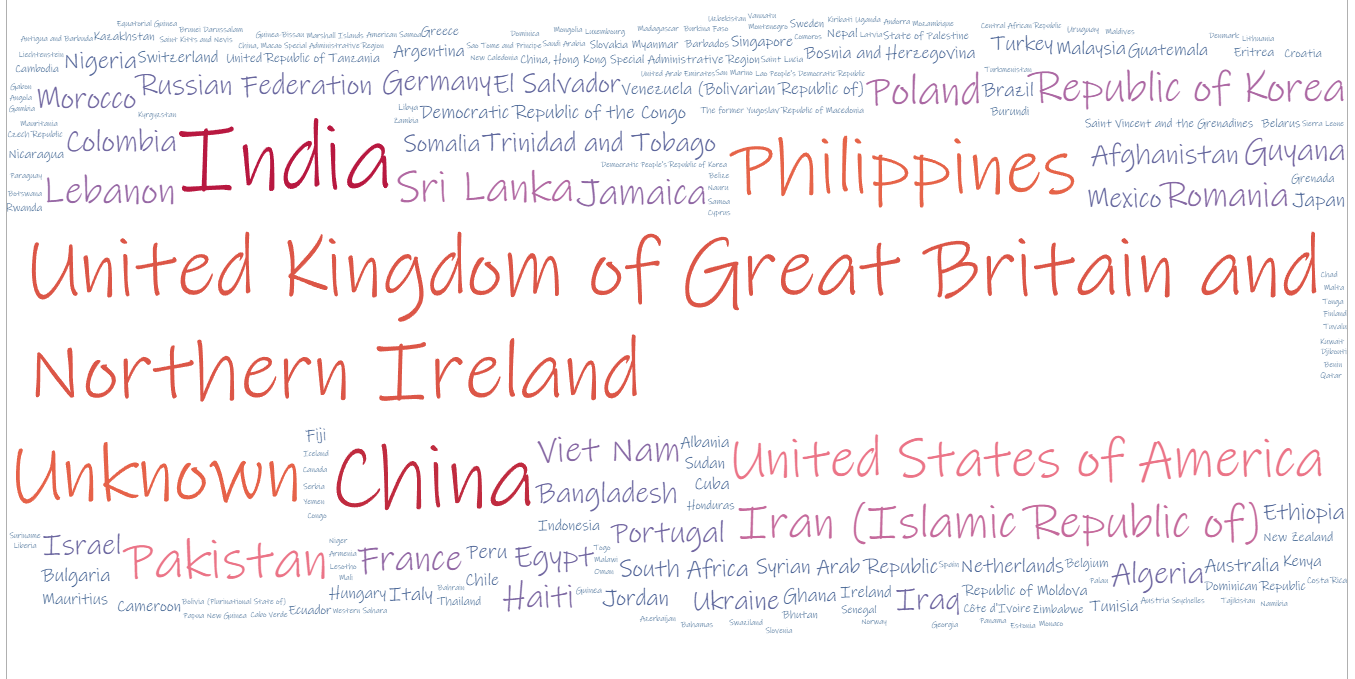 Equatorial Guinea Brunei Darussalam Guinea-Bissau Marshall Islands American Samoa Greece Dominica Mongolia Luxembourg Madagascar Burkina Faso Uzbekistan Vanuatu Montenegro Sweden Kiribati Uganda Andorra Mozambique Central African Republic Uruguay Maldives Denmark Lithuania
Antigua and Barbuda Kazakhstan Saint Kitts and Nevis China, Macao Special Administrative Region Sao Tome and Principe Saudi Arabia Slovakia Myanmar Barbados Singapore Comoros Nepal Latvia State of Palestine
Liechtenstein Nigeria Switzerland United Republic of Tanzania Argentina New Caledonia China, Hong Kong Special Administrative Region Saint Lucia Bosnia and Herzegovina Turkey Malaysia Guatemala Eritrea Croatia
Cambodia United Arab Emirates San Marino Lao People's Democratic Republic Turkmenistan
Gabon Morocco Russian Federation Germany El Salvador Venezuela (Bolivarian Republic of) Poland Brazil Republic of Korea
Angola
Gambia Kyrgyzstan Libya Zambia Democratic Republic of the Congo The former Yugoslav Republic of Macedonia Burundi
Mauritania Saint Vincent and the Grenadines Belarus Sierra Leone
Czech Republic Colombia India Somalia Trinidad and Tobago Philippines Afghanistan Guyana
Nicaragua Democratic People's Republic of Korea
Paraguay Belize Grenada
Botswana Lebanon Sri Lanka Jamaica Nauru Mexico Romania Japan
Rwanda Samoa
Cyprus
United Kingdom of Great Britain and
Northern Ireland
Chad
Malta
Tonga
Finland
Tuvalu
Kuwait
Djibouti
Benin
Qatar
Fiji Viet Nam Albania United States of America
Iceland Sudan
Unknown Canada China Cuba
Serbia Bangladesh
Yemen Honduras
Congo Indonesia Portugal Iran (Islamic Republic of) Ethiopia
Suriname New Zealand
Liberia Israel Pakistan Niger France Peru Egypt Togo
Armenia Malawi
Bulgaria Lesotho Oman South Africa Syrian Arab Republic Spain Netherlands Belgium Algeria Australia Kenya
Mali Chile Palau Costa Rica
Mauritius Hungary Italy Bahrain Haiti Guinea Jordan Ukraine Ghana Ireland Iraq Republic of Moldova Dominican Republic
Cameroon Bolivia (Plurinational State of) Ecuador Western Sahara Thailand Bhutan Senegal Côte d'Ivoire Zimbabwe Tunisia Austria Seychelles Tajikistan Namibia
Papua New Guinea Cabo Verde Azerbaijan Bahamas Swaziland Slovenia Norway Georgia Panama Estonia Monaco